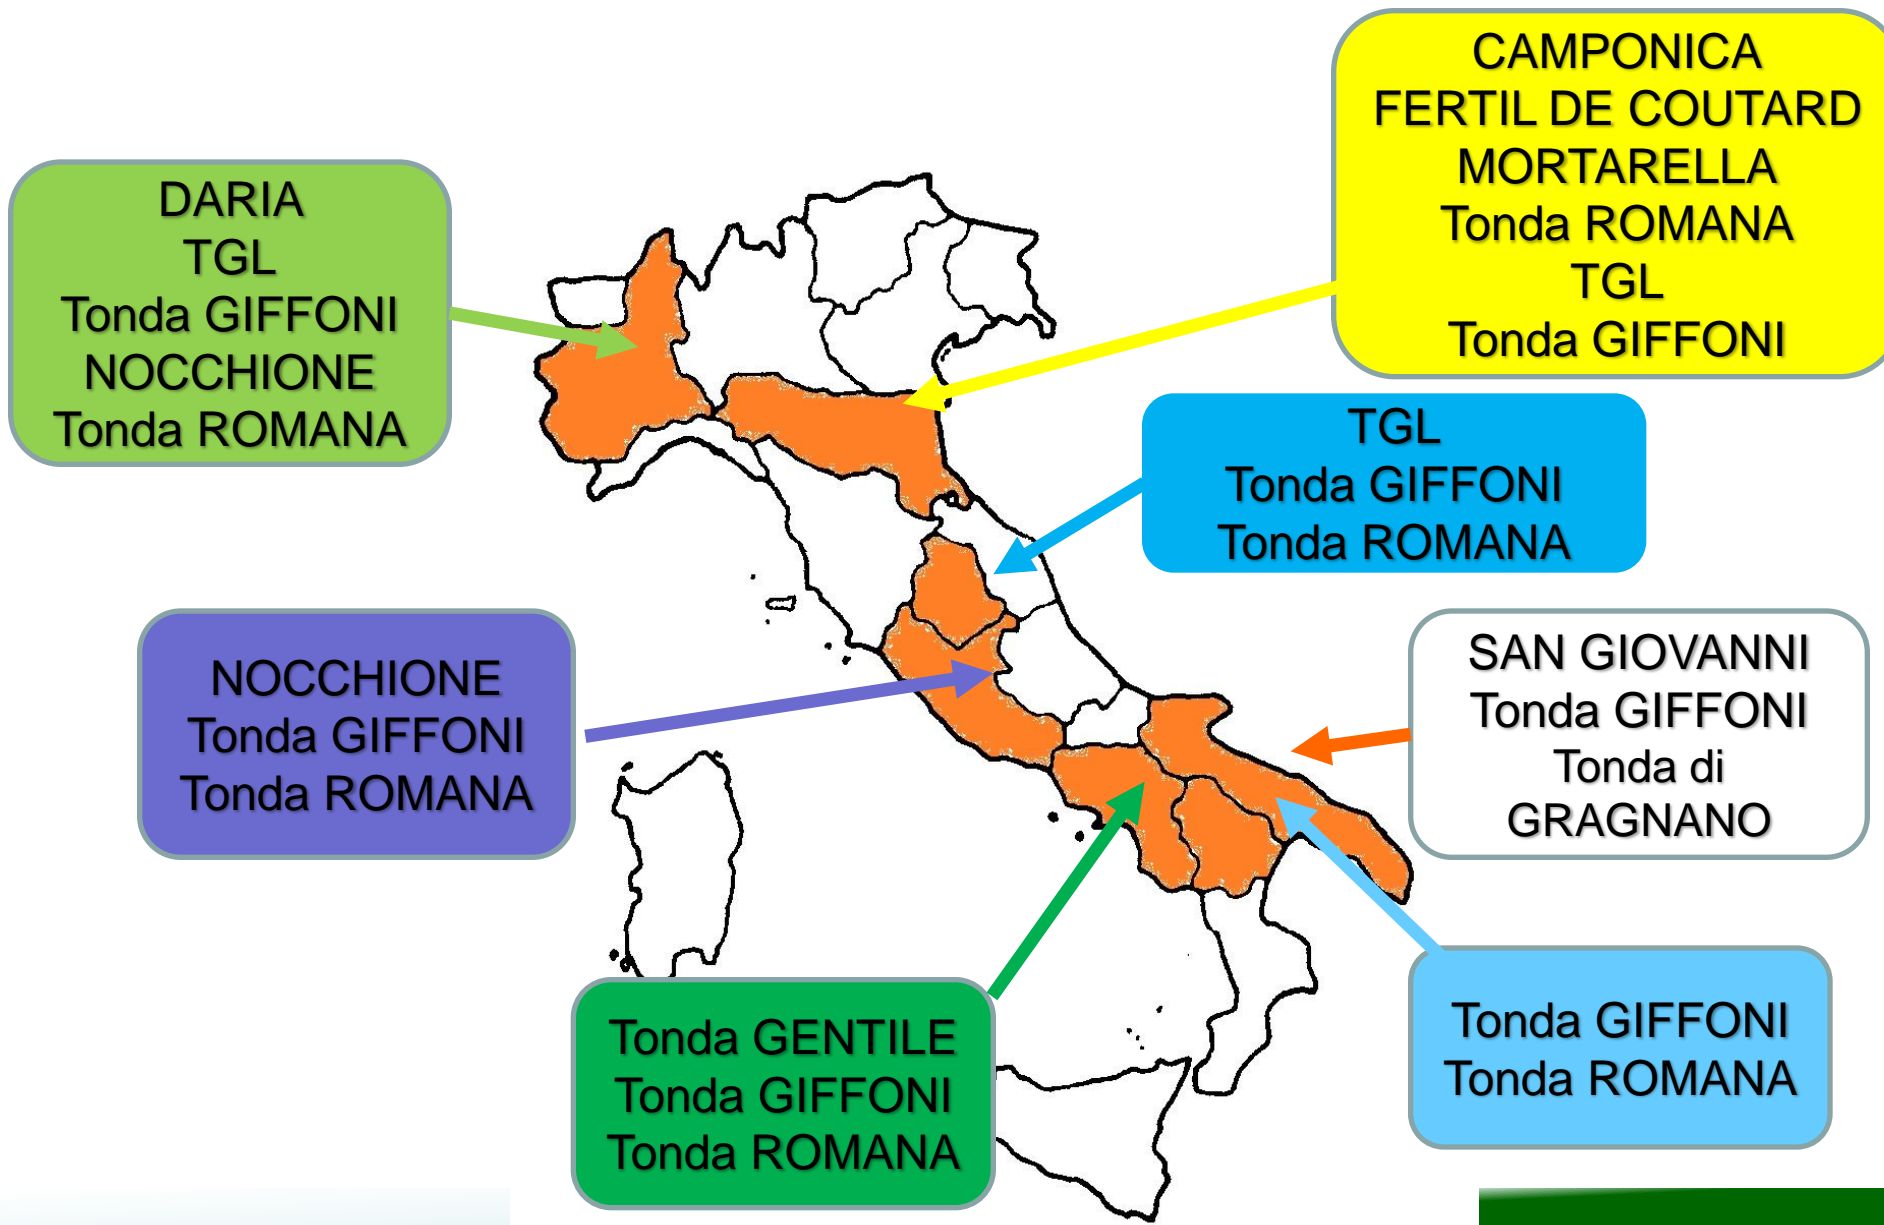 CAMPONICA
FERTIL DE COUTARD
MORTARELLA
Tonda ROMANA
TGL
Tonda GIFFONI
DARIA
TGL
Tonda GIFFONI
NOCCHIONE
Tonda ROMANA
TGL
Tonda GIFFONI
Tonda ROMANA
NOCCHIONE
Tonda GIFFONI
Tonda ROMANA
SAN GIOVANNI
Tonda GIFFONI
Tonda di
GRAGNANO
Tonda GENTILE
Tonda GIFFONI
Tonda ROMANA
Tonda GIFFONI
Tonda ROMANA